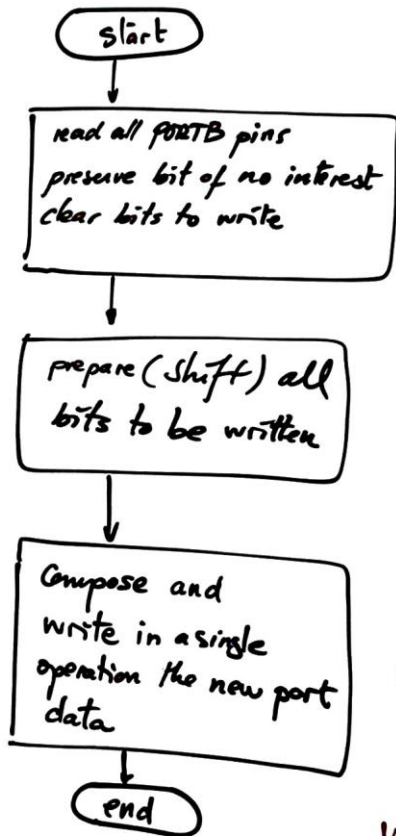 start
read all PORTB pins
preserve bit of no interest
clear bits to write
prepare (shift) all
bits to be written
Compose and
write in a single
operation the new port
data
end